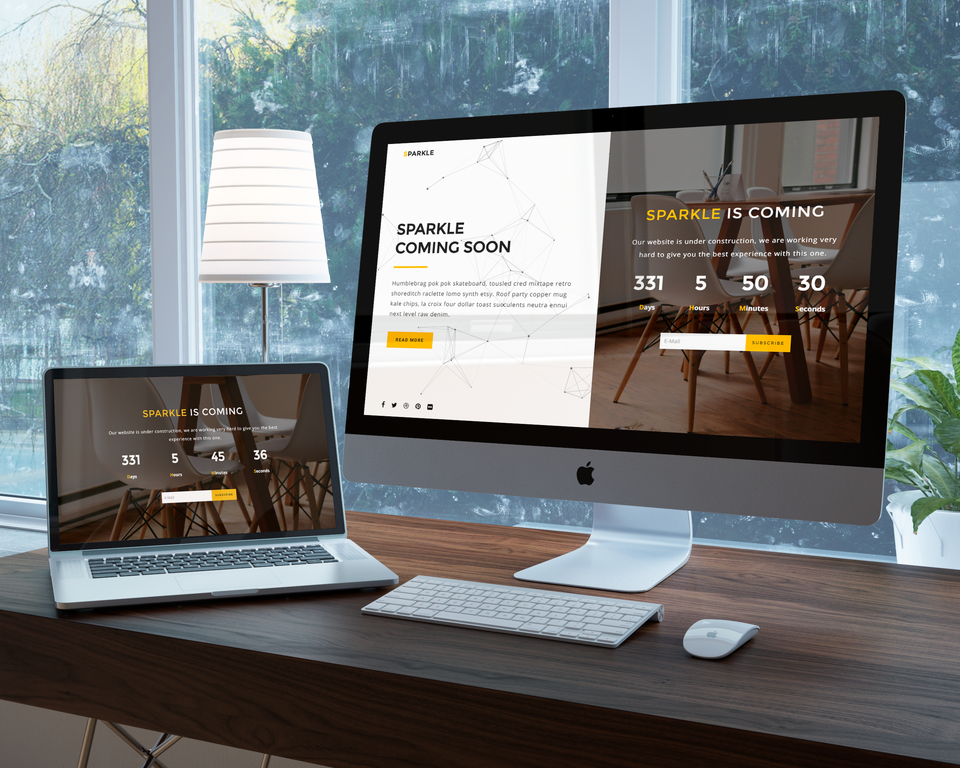 SPARKLE
SPARKLE
COMING SOON
Humblebrag pok pok skateboard, tousled cred mixtape retro
shoreditch raclette lomo synth etsy. Roof party copper mug
kale chips, la croix four dollar toast succulents neutra ennui
next level raw denim.
READ MORE
SPARKLE IS COMING
Our website is under construction, we are working very
hard to give you the best experience with this one.
331 5 50 30
Days Hours Minutes Seconds
E-Mail SUBSCRIBE
SPARKLE IS COMING
Our website is under construction, we are working very hard to give you the best
experience with this one.
331 5 45 36
Days Hours Minutes Seconds
E-Mail SUBSCRIBE